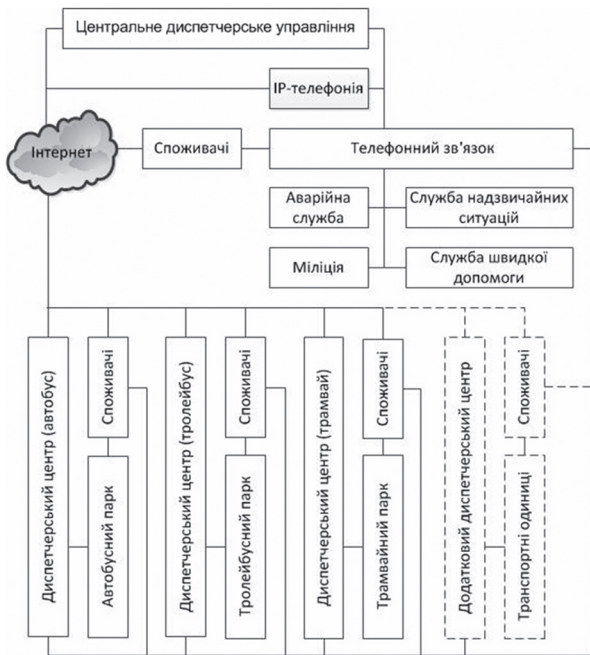 Центральне диспетчерське управління
IP-телефонія
Інтернет
Споживачі
Телефонний зв'язок
Аварійна
служба
Служба надзвичайних
ситуацій
Міліція
Служба швидкої
допомоги
Диспетчерський центр (автобус)
Споживачі
Автобусний парк
Диспетчерський центр (тролейбус)
Споживачі
Тролейбусний парк
Диспетчерський центр (трамвай)
Споживачі
Трамвайний парк
Додатковий диспетчерський центр
Споживачі
Транспортні одиниці